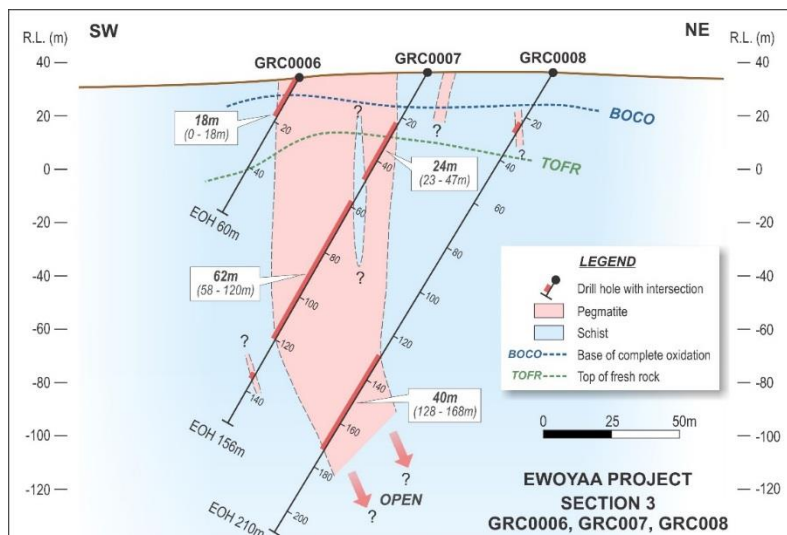 R.L. (m)
SW
NE
R.L. (m)
GRC0006
GRC0007
GRC0008
40
20
0
-20
-40
-60
-80
-100
-120
40
20
0
-20
-40
-60
-80
-100
-120
18m
(0 - 18m)
20
40
EOH 60m
?
?
24m
(23 - 47m)
20
40
60
80
100
120
140
EOH 156m
62m
(58 - 120m)
?
?
?
20
?
40
60
80
120
140
160
180
200
EOH 210m
40m
(128 - 168m)
BOCO
TOFR
?
?
OPEN
LEGEND
Drill hole with intersection
Pegmatite
Schist
BOCO Base of complete oxidation
TOFR Top of fresh rock
0 25 50m
EWOYAA PROJECT
SECTION 3
GRC0006, GRC007, GRC008